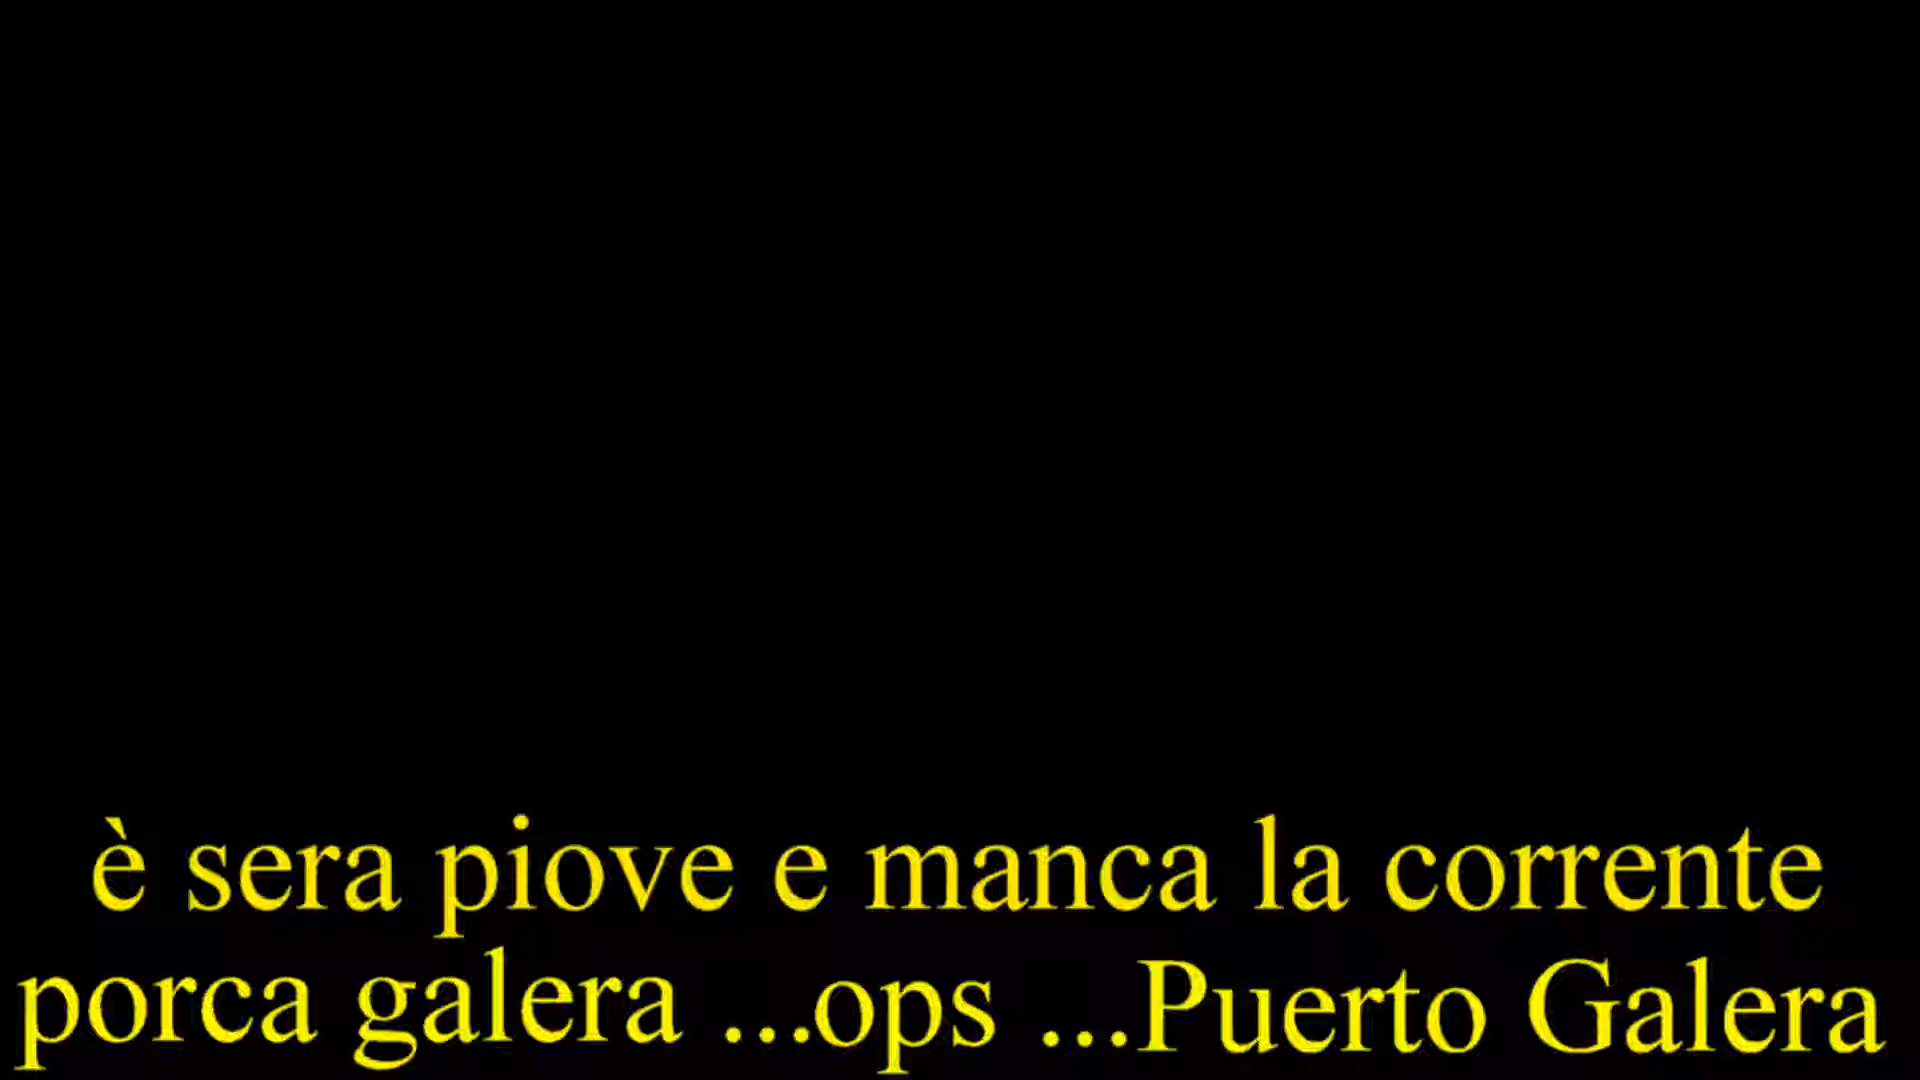 è sera piove e manca la corrente
porca galera ...ops ...Puerto Galera